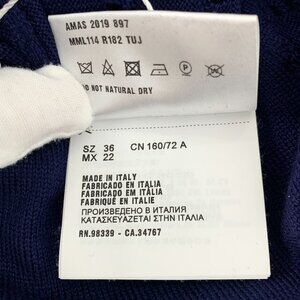 AMAS 2019 897
MML114 R182 TUJ
DO NOT NATURAL DRY
SZ 36 CN 160/72 A
MX 22
MADE IN ITALY
FABRICADO EN ITALIA
FABRICADO EM ITÁLIA
FABRIQUÉ EN ITALIE
ПРОИЗВЕДЕНО В ИТАЛИЯ
ΚΑΤΑΣΚΕΥΑΖΕΤΑΙ ΣΤΗΝ ΙΤΑΛΙΑ
RN.98339 - CA.34767